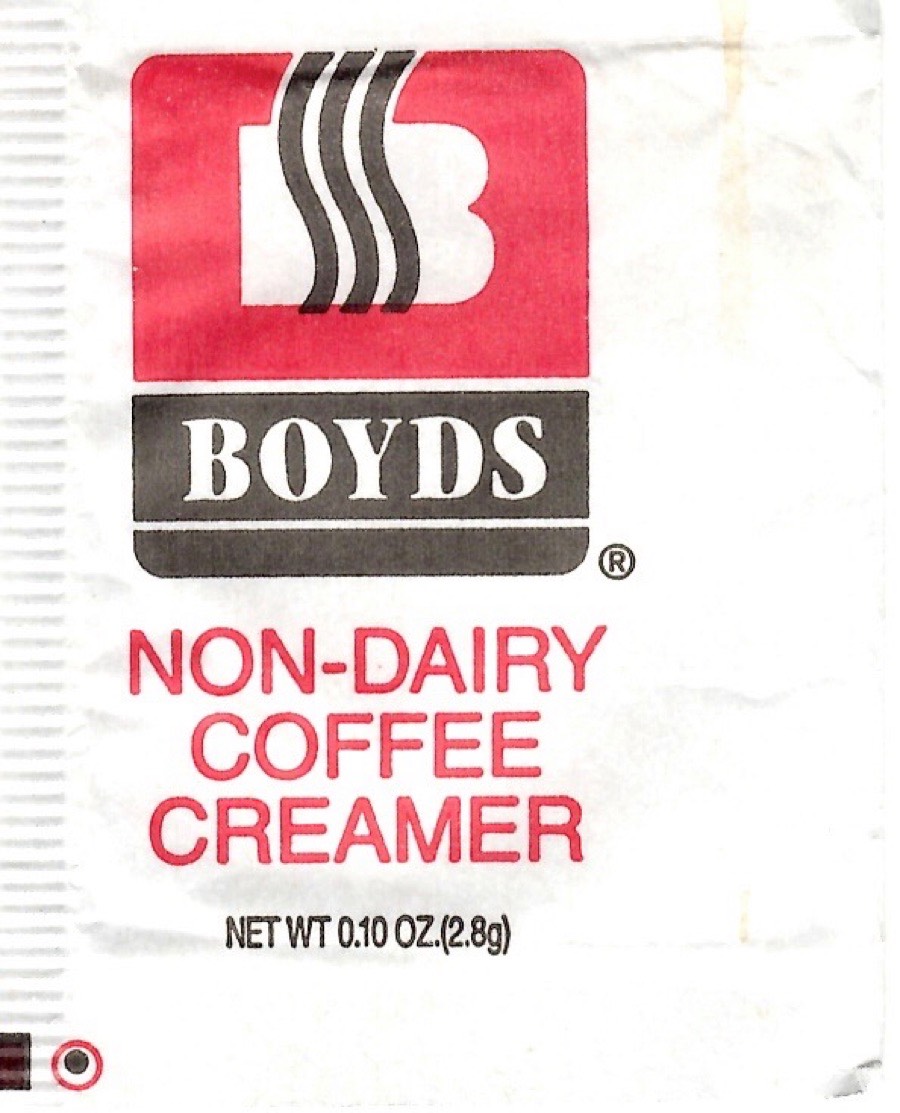 B
BOYDS
®
NON-DAIRY
COFFEE
CREAMER
NET WT 0.10 OZ.(2.8g)